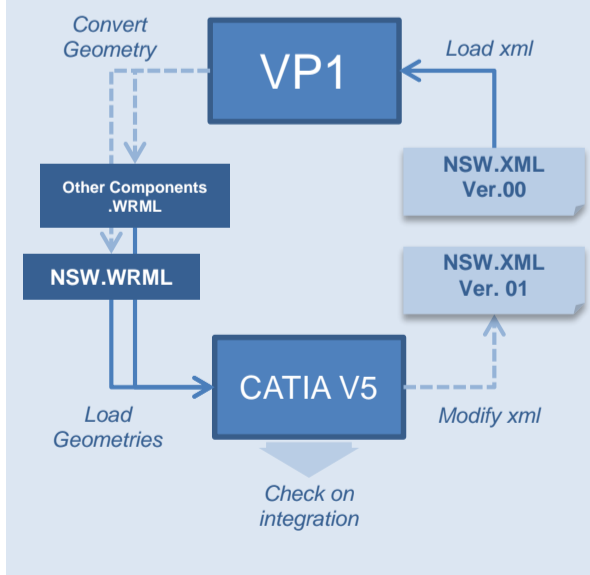 Convert
Geometry
VP1
Load xml
NSW.XML
Ver.00
Other Components
.WRML
NSW.XML
Ver. 01
NSW.WRML
CATIA V5
Load
Geometries
Modify xml
Check on
integration